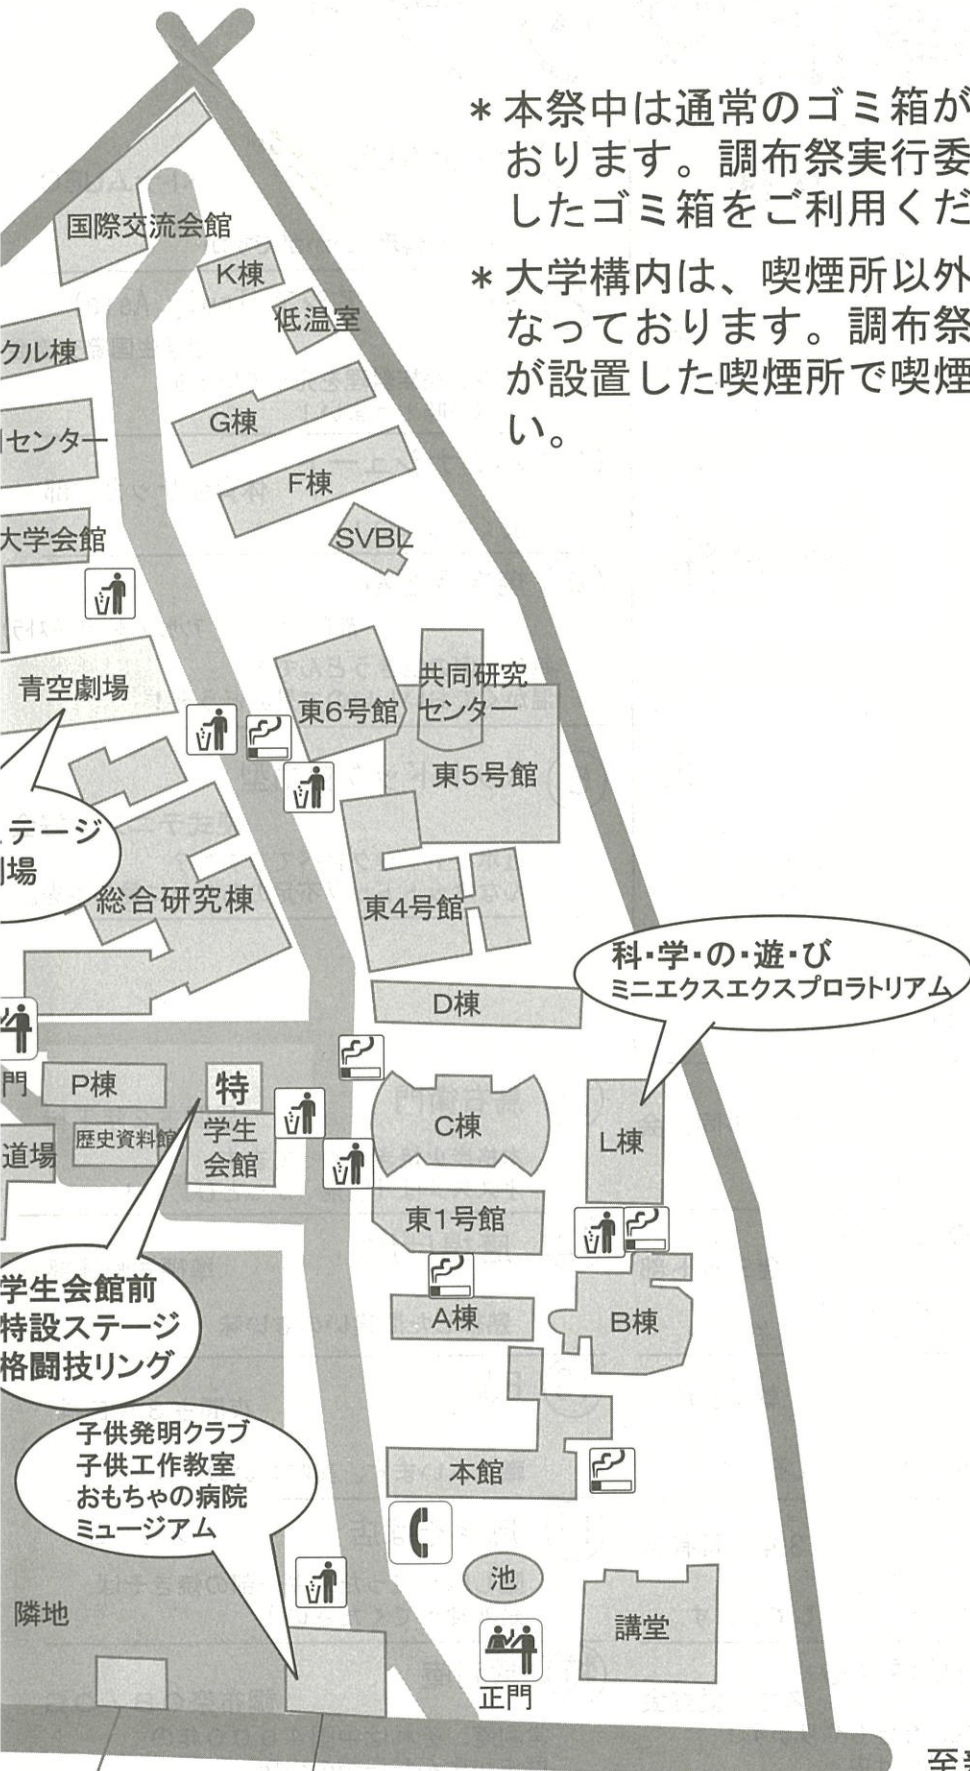 ＊本祭中は通常のゴミ箱が
おります。調布祭実行委
したゴミ箱をご利用くだ
＊大学構内は、喫煙所以外
なっております。調布祭
が設置した喫煙所で喫煙
い。
国際交流会館
K棟
低温室
クル棟
G棟
センター
F棟
大学会館
SVBL
青空劇場
東6号館
共同研究
センター
東5号館
テージ
場
総合研究棟
東4号館
科・学・の・遊・び
ミニエクスエクスプロラトリアム
D棟
門
P棟
特
C棟
L棟
道場
歴史資料館
学生
会館
東1号館
学生会館前
特設ステージ
格闘技リング
A棟
B棟
子供発明クラブ
子供工作教室
おもちゃの病院
ミュージアム
本館
池
隣地
講堂
正門
至